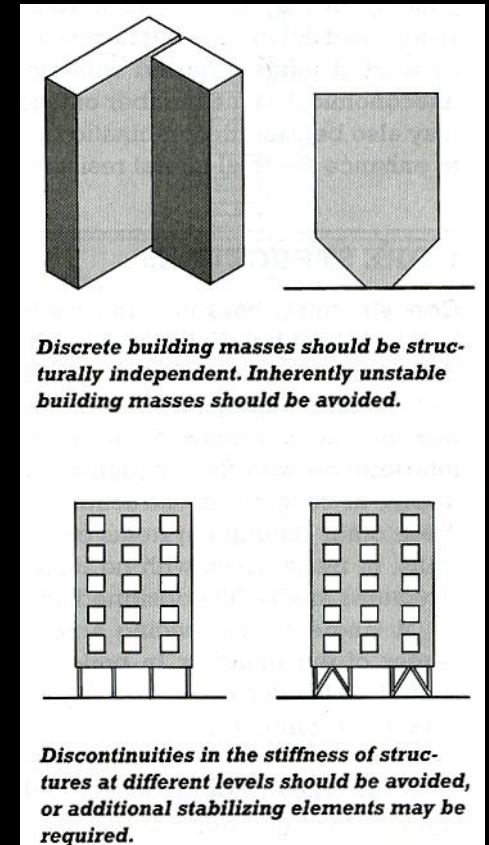 Discrete building masses should be struc-
turally independent. Inherently unstable
building masses should be avoided.
Discontinuities in the stiffness of struc-
tures at different levels should be avoided,
or additional stabilizing elements may be
required.